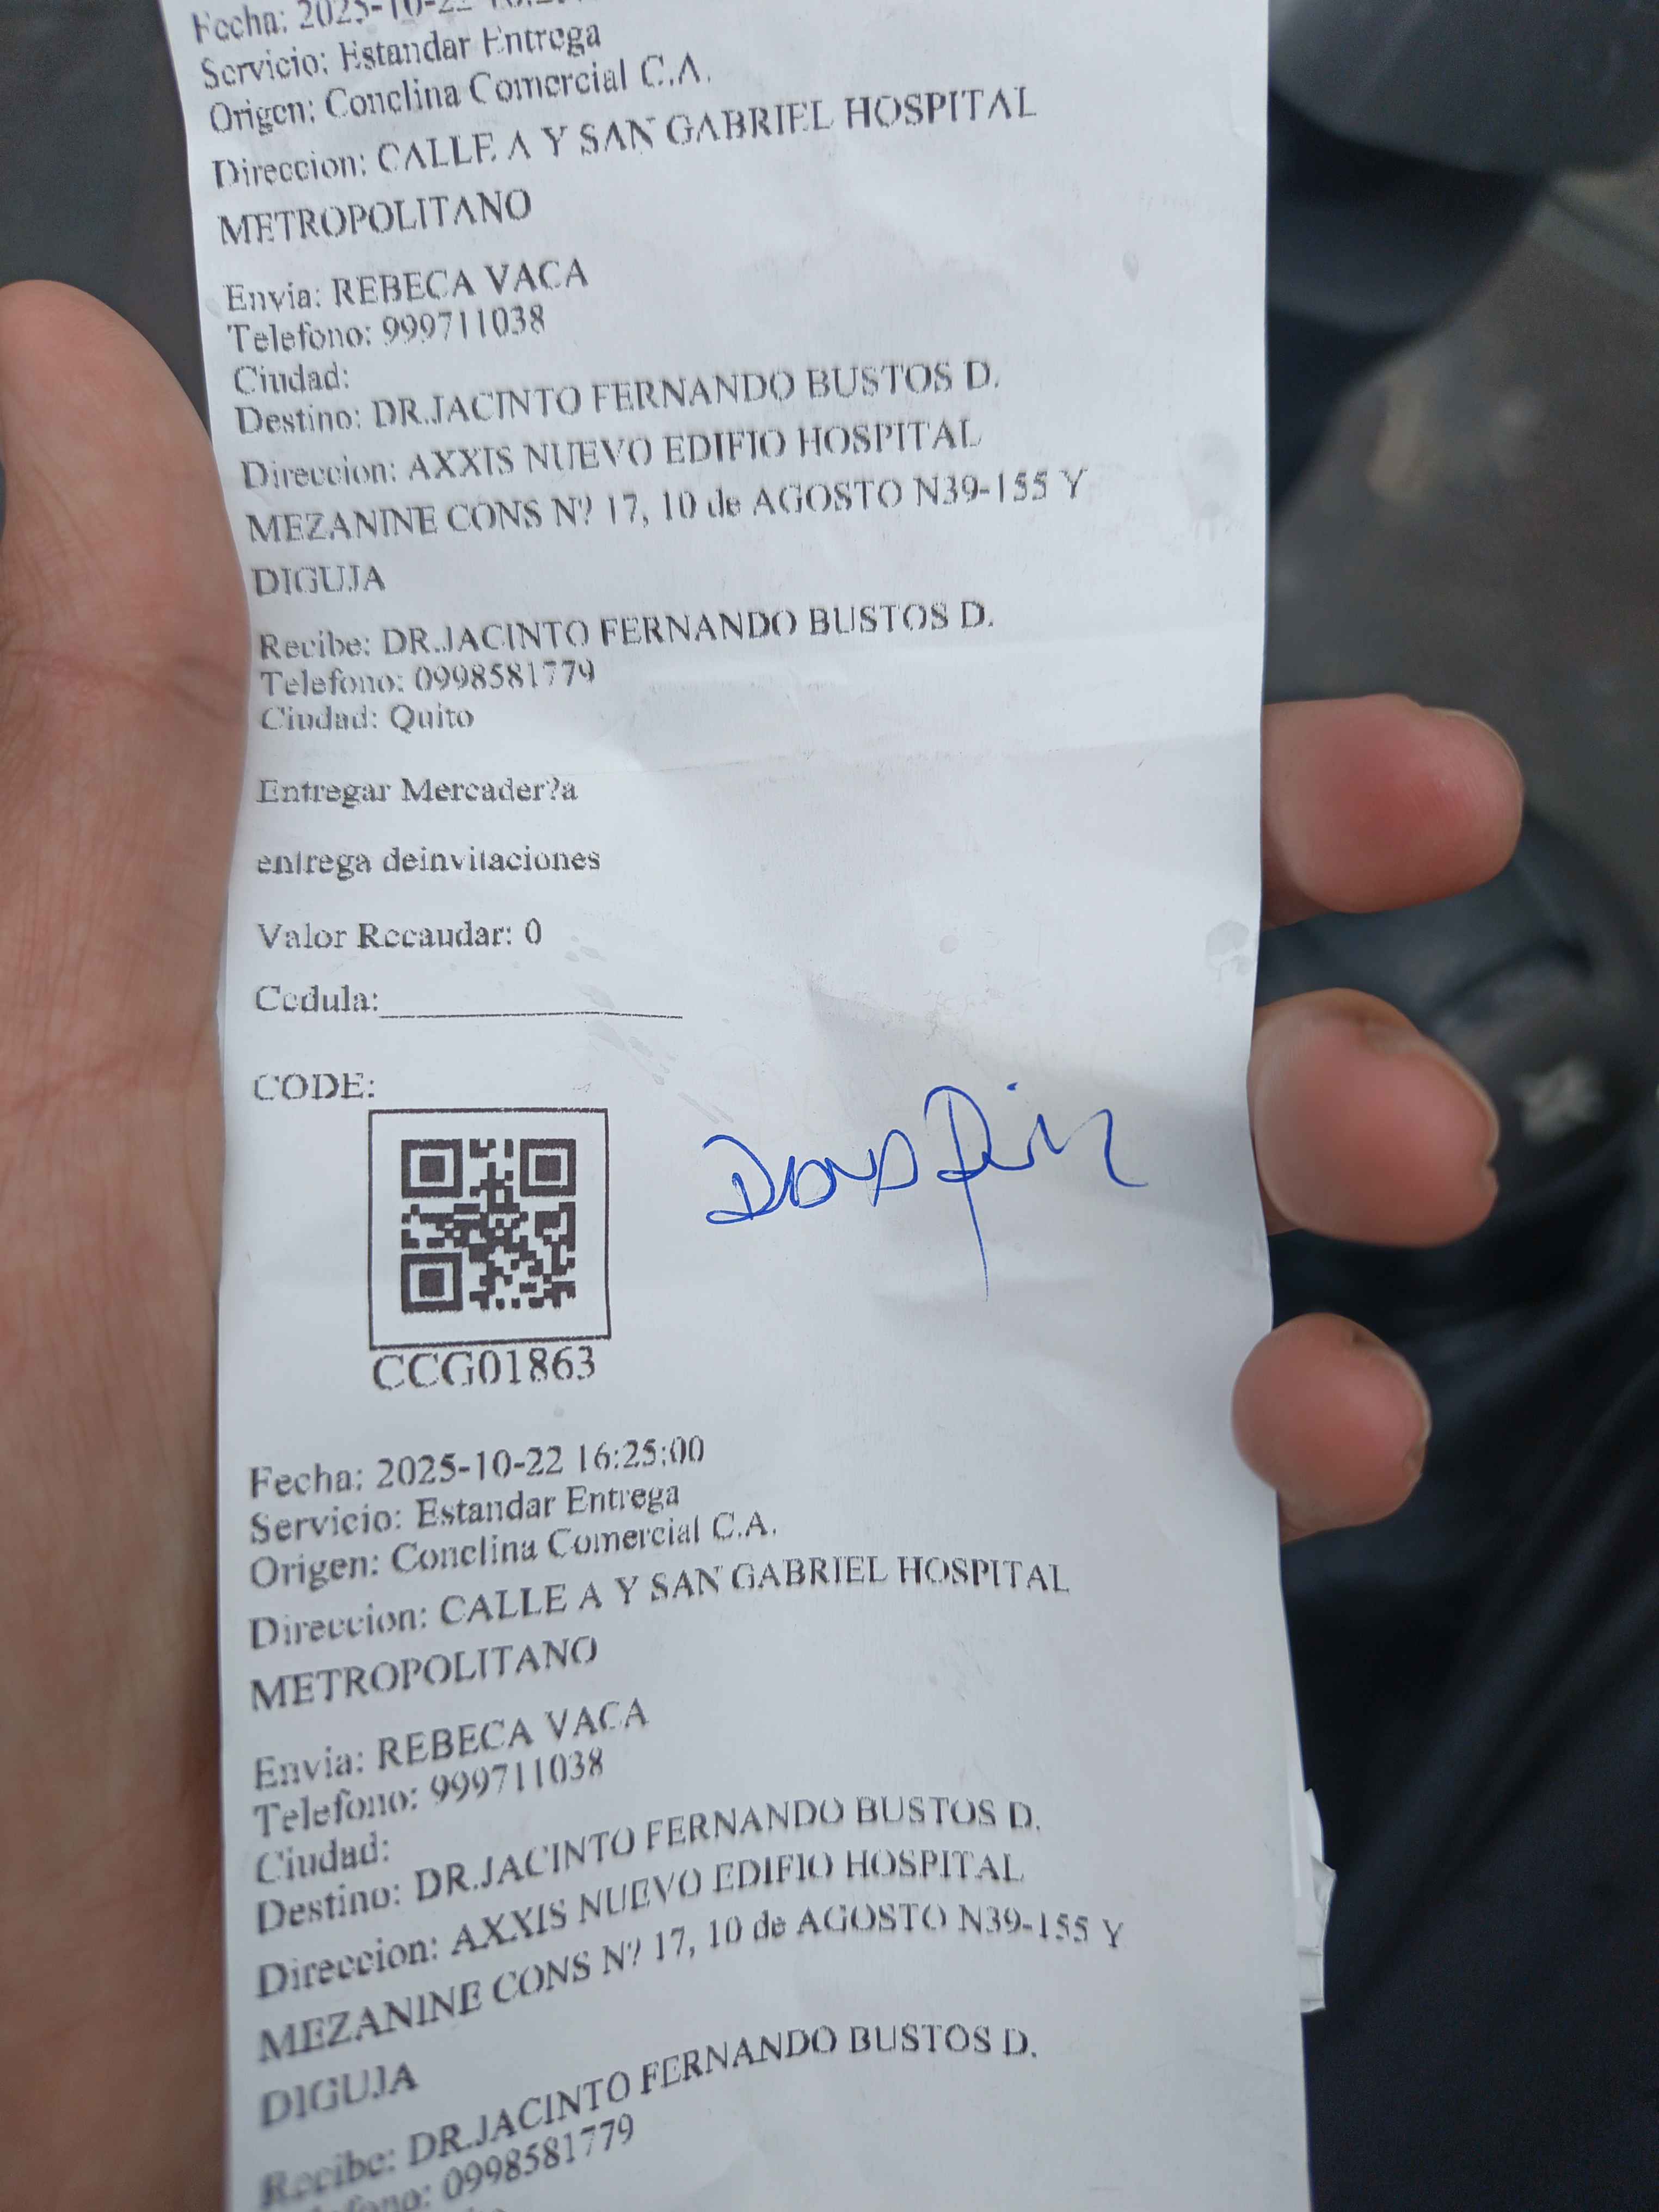 Fecha: 2025-10-22
Servicio: Estandar Entrega
Origen: Conclina Comercial C.A.
Direccion: CALLE A Y SAN GABRIEL HOSPITAL
METROPOLITANO
Envia: REBECA VACA
Telefono: 999711038
Ciudad:
Destino: DR.JACINTO FERNANDO BUSTOS D.
Direccion: AXXIS NUEVO EDIFIO HOSPITAL
MEZANINE CONS N? 17, 10 de AGOSTO N39-155 Y
DIGUJA
Recibe: DR.JACINTO FERNANDO BUSTOS D.
Telefono: 0998581779
Ciudad: Quito
Entregar Mercader?a
entrega deinvitaciones
Valor Recaudar: 0
Cedula:
CODE:
CCG01863
Fecha: 2025-10-22 16:25:00
Servicio: Estandar Entrega
Origen: Conclina Comercial C.A.
Direccion: CALLE A Y SAN GABRIEL HOSPITAL
METROPOLITANO
Envia: REBECA VACA
Telefono: 999711038
Ciudad:
Destino: DR.JACINTO FERNANDO BUSTOS D.
Direccion: AXXIS NUEVO EDIFIO HOSPITAL
MEZANINE CONS N? 17, 10 de AGOSTO N39-155 Y
DIGUJA
Recibe: DR.JACINTO FERNANDO BUSTOS D.
Telefono: 0998581779